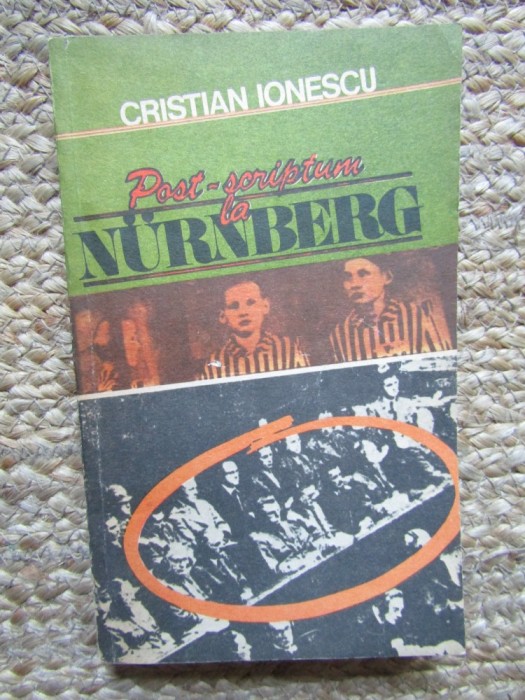 CRISTIAN IONESCU
Post-scriptum
la
NÜRNBERG